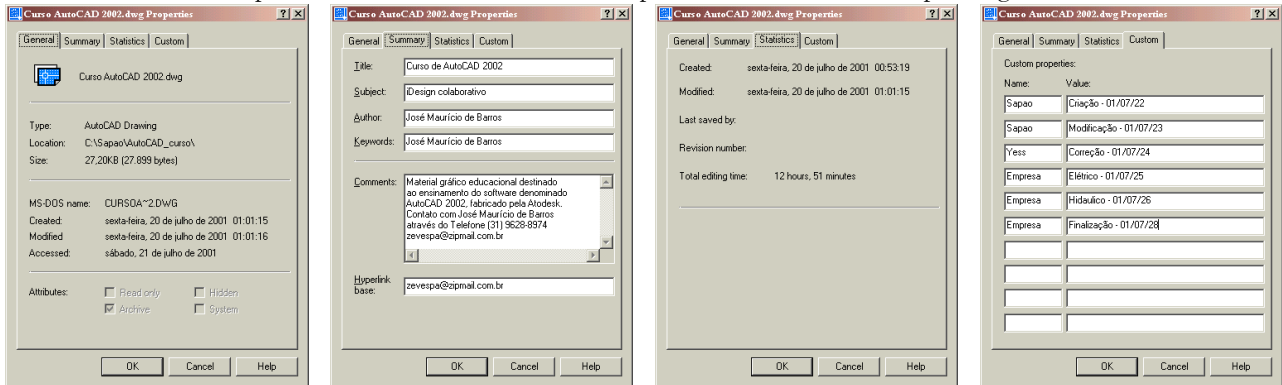 Curso AutoCAD 2002.dwg Properties
General Summary Statistics Custom
Curso AutoCAD 2002.dwg
Type: AutoCAD Drawing
Location: C:\Sapao\AutoCAD_curso\
Size: 27,20KB (27.899 bytes)
MS-DOS name: CURSOA~2.DWG
Created: sexta-feira, 20 de julho de 2001 01:01:15
Modified sexta-feira, 20 de julho de 2001 01:01:16
Accessed: sábado, 21 de julho de 2001
Attributes: Read only Hidden
Archive System
OK Cancel Help
Curso AutoCAD 2002.dwg Properties
General Summary Statistics Custom
Title: Curso de AutoCAD 2002
Subject: iDesign colaborativo
Author: José Maurício de Barros
Keywords: José Maurício de Barros
Comments: Material gráfico educacional destinado
ao ensinamento do software denominado
AutoCAD 2002, fabricado pela Atodesk.
Contato com José Maurício de Barros
através do Telefone (31) 9628-8974
zevespa@zipmail.com.br
Hyperlink
base: zevespa@zipmail.com.br
OK Cancel Help
Curso AutoCAD 2002.dwg Properties
General Summary Statistics Custom
Created: sexta-feira, 20 de julho de 2001 00:53:19
Modified: sexta-feira, 20 de julho de 2001 01:01:15
Last saved by:
Revision number:
Total editing time: 12 hours, 51 minutes
OK Cancel Help
Curso AutoCAD 2002.dwg Properties
General Summary Statistics Custom
Custom properties:
Name: Value:
Sapao Criação - 01/07/22
Sapao Modificação - 01/07/23
Yess Correção - 01/07/24
Empresa Elétrico - 01/07/25
Empresa Hidaulico - 01/07/26
Empresa Finalização - 01/07/28
OK Cancel Help